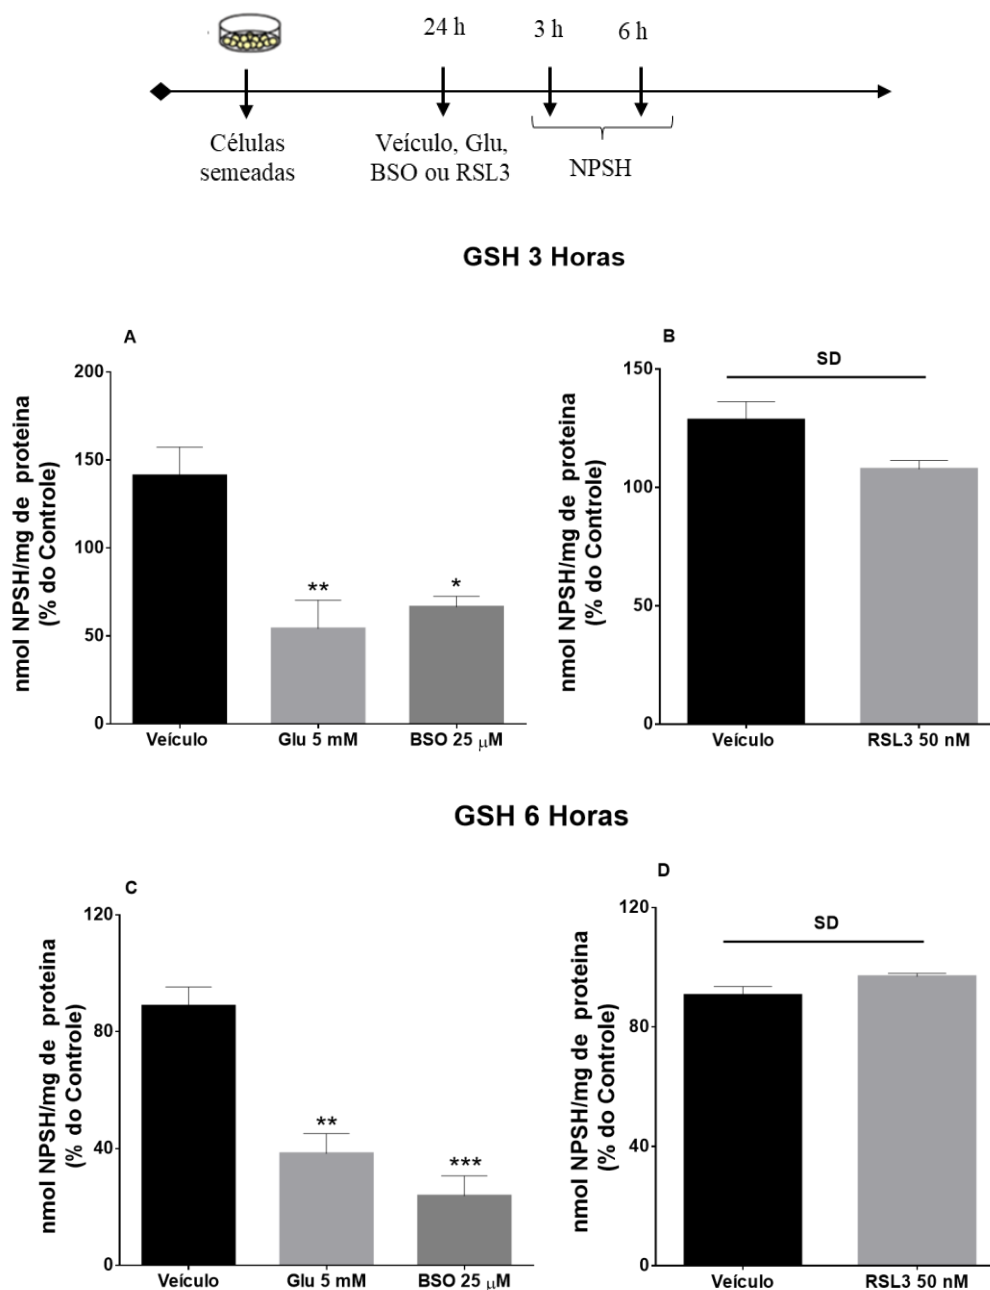 24 h
3 h
6 h
Células
semeadas
Veículo, Glu,
BSO ou RSL3
NPSH
GSH 3 Horas
A
nmol NPSH/mg de proteina
(% do Controle)
200
150
100
50
0
**
*
Veículo
Glu 5 mM
BSO 25 μM
B
nmol NPSH/mg de proteina
(% do Controle)
150
100
50
0
SD
Veículo
RSL3 50 nM
GSH 6 Horas
C
nmol NPSH/mg de proteina
(% do Controle)
120
80
40
0
**
***
Veículo
Glu 5 mM
BSO 25 μM
D
nmol NPSH/mg de proteina
(% do Controle)
120
80
40
0
SD
Veículo
RSL3 50 nM